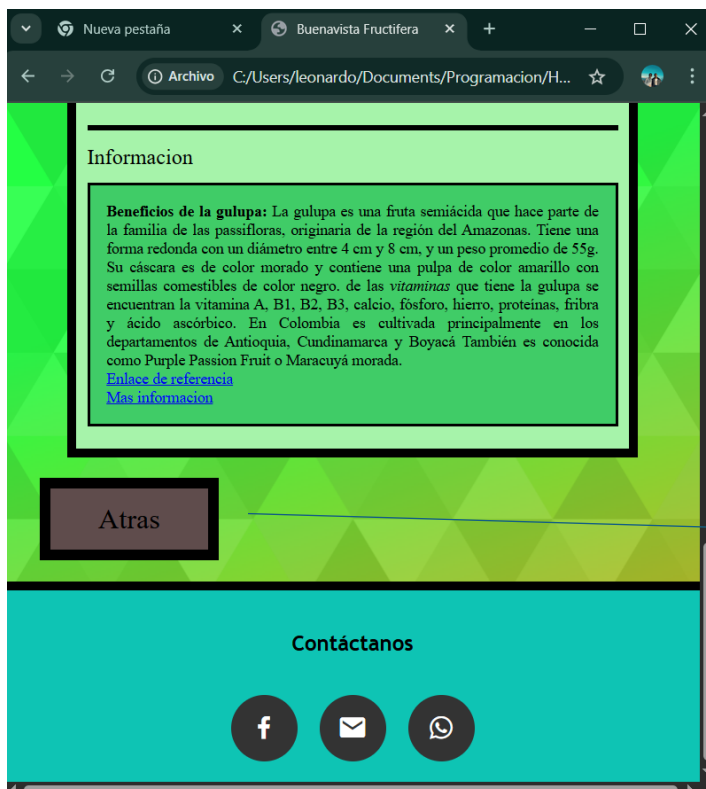 Nueva pestaña
Buenavista Fructifera
Archivo C:/Users/leonardo/Documents/Programacion/H...
Informacion
Beneficios de la gulupa: La gulupa es una fruta semiácida que hace parte
de la familia de las passifloras, originaria de la región del Amazonas. Tiene una
forma redonda con un diámetro entre 4 cm y 8 cm, y un peso promedio de 55g.
Su cáscara es de color morado y contiene una pulpa de color amarillo con
semillas comestibles de color negro. de las vitaminas que tiene la gulupa se
encuentran la vitamina A, B1, B2, B3, calcio, fósforo, hierro, proteínas, fribra
y ácido ascórbico. En Colombia es cultivada principalmente en los
departamentos de Antioquia, Cundinamarca y Boyacá También es conocida
como Purple Passion Fruit o Maracuyá morada.
Enlace de referencia
Mas informacion
Atras
Contáctanos